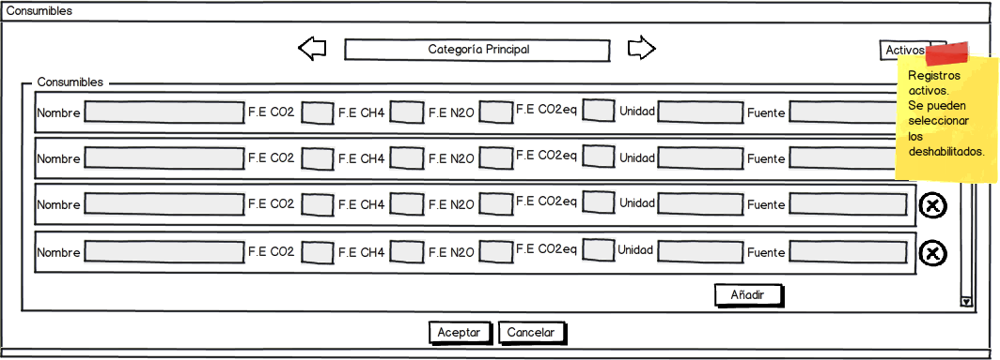 Consumibles
Categoría Principal
Activos
Registros
activos.
Se pueden
seleccionar
los
deshabilitados.
Consumibles
Nombre F.E CO2 F.E CH4 F.E N2O F.E CO2eq Unidad Fuente
Nombre F.E CO2 F.E CH4 F.E N2O F.E CO2eq Unidad Fuente
Nombre F.E CO2 F.E CH4 F.E N2O F.E CO2eq Unidad Fuente
Nombre F.E CO2 F.E CH4 F.E N2O F.E CO2eq Unidad Fuente
Añadir
Aceptar Cancelar